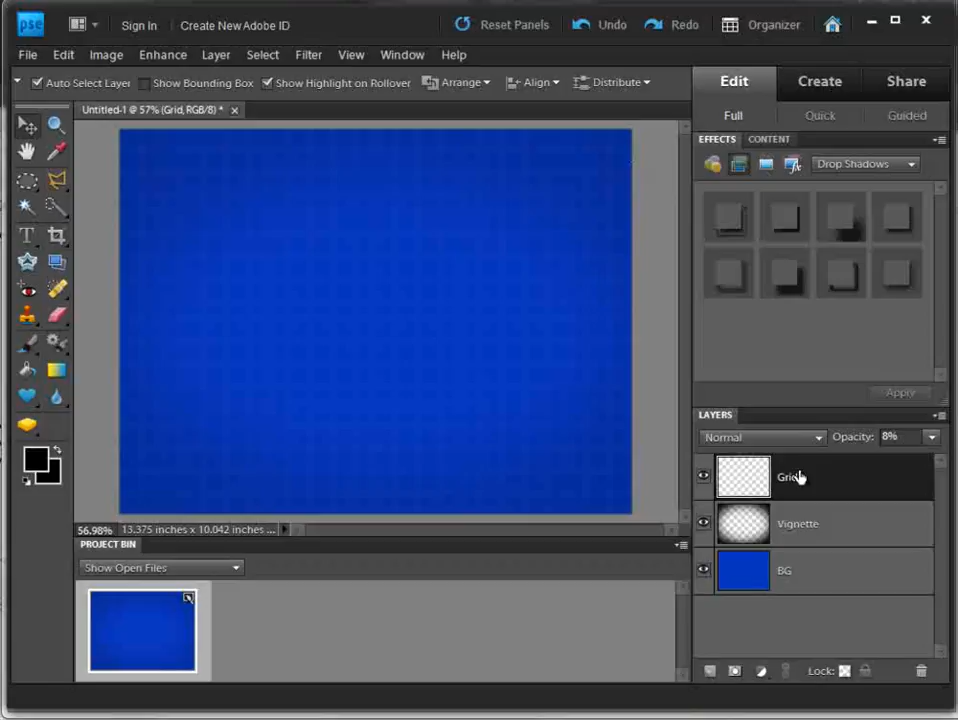 pse Sign In Create New Adobe ID Reset Panels Undo Redo Organizer
File Edit Image Enhance Layer Select Filter View Window Help
Auto Select Layer Show Bounding Box Show Highlight on Rollover Arrange Align Distribute
Edit Create Share
Untitled-1 @ 57% (Grid, RGB/8) *
Full Quick Guided
EFFECTS CONTENT
Drop Shadows
Apply
LAYERS
Normal Opacity: 8%
Grid
Vignette
BG
56.98% 13.375 inches x 10.042 inches ...
PROJECT BIN
Show Open Files
Lock: